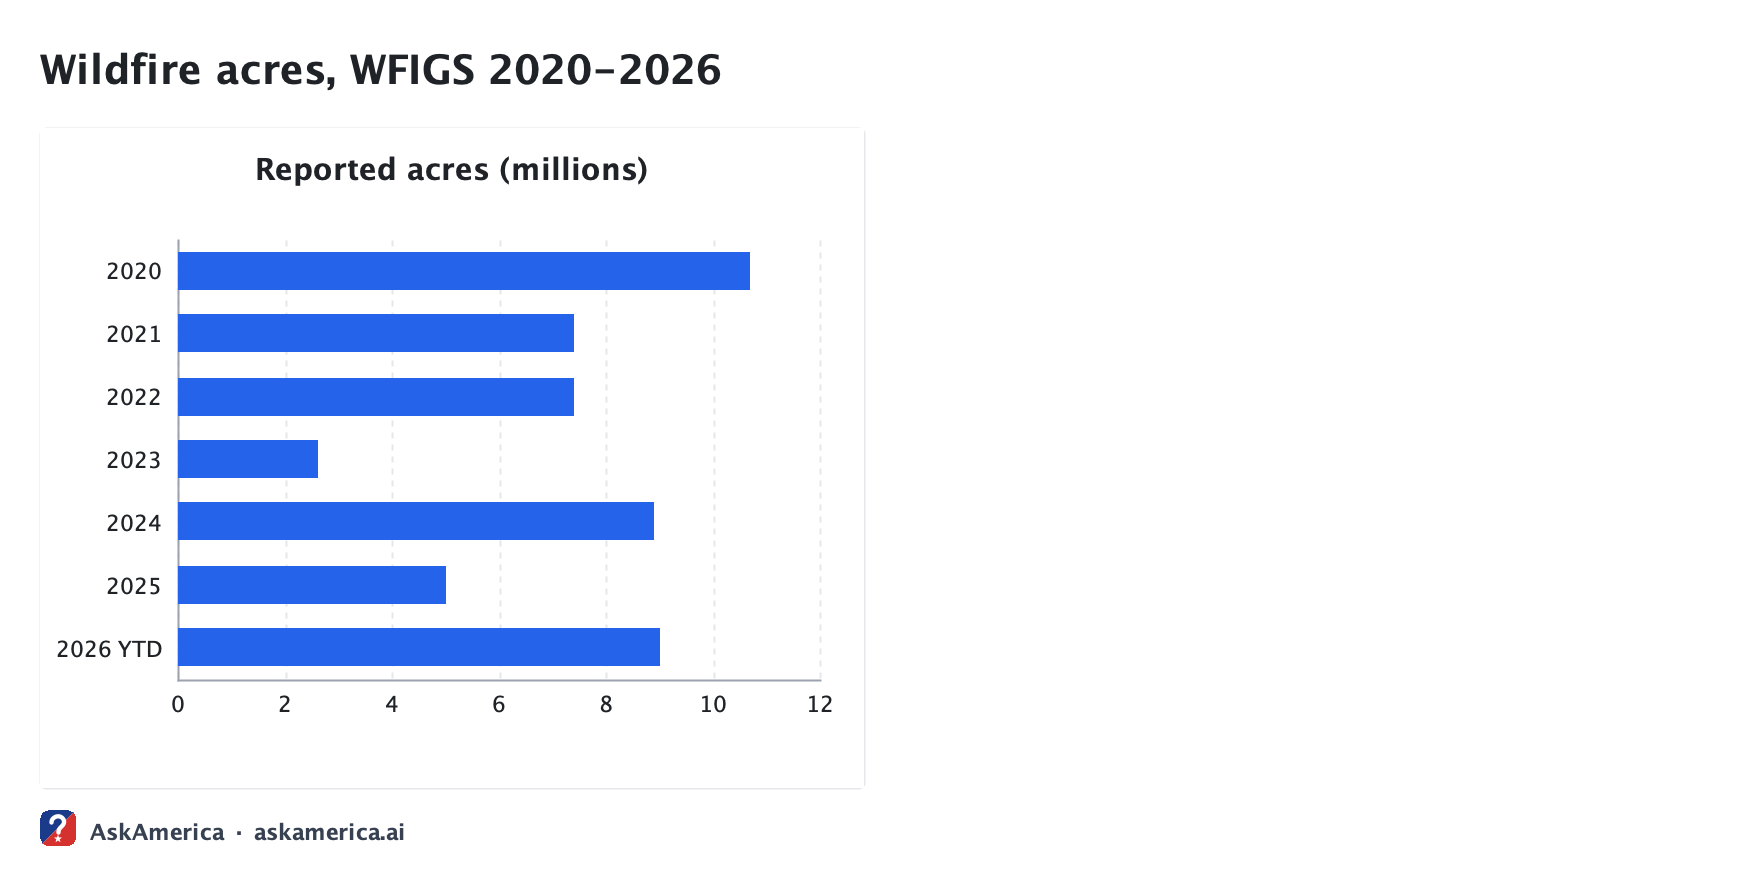 Wildfire acres, WFIGS 2020–2026
Reported acres (millions)
2020
2021
2022
2023
2024
2025
2026 YTD
0 2 4 6 8 10 12
AskAmerica · askamerica.ai